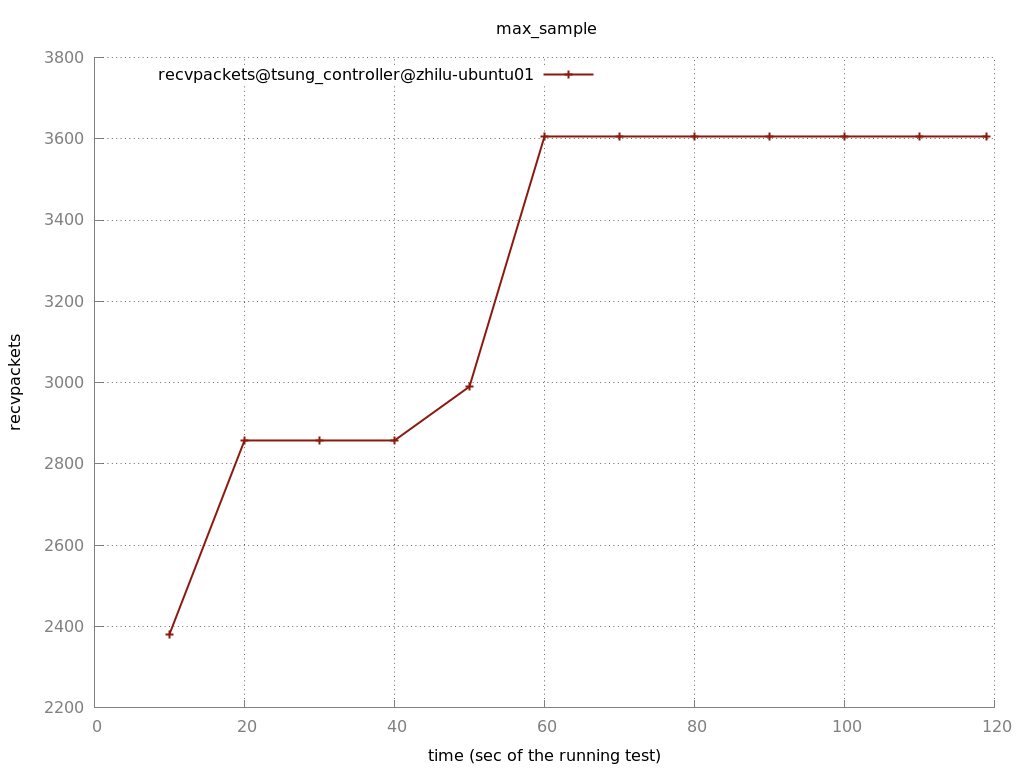 max_sample
recvpackets@tsung_controller@zhilu-ubuntu01
3800
3600
3400
3200
3000
2800
2600
2400
2200
recvpackets
0 20 40 60 80 100 120
time (sec of the running test)